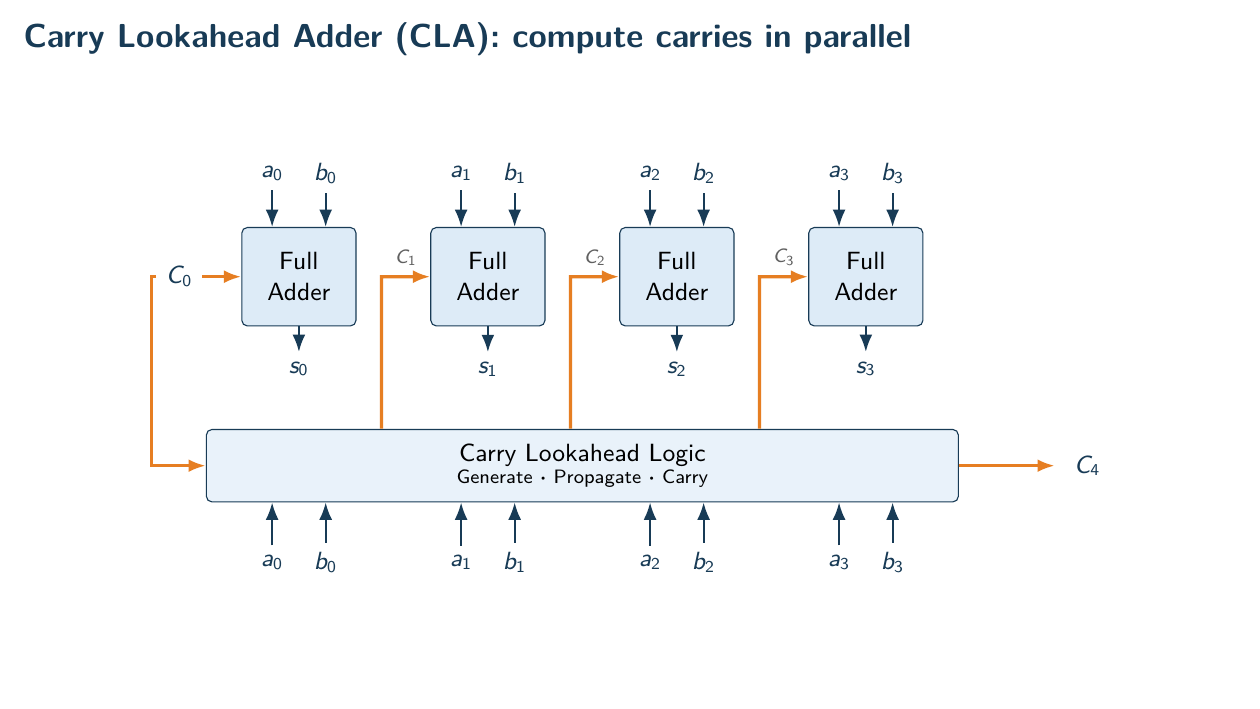 Carry Lookahead Adder (CLA): compute carries in parallel
a₀ b₀ a₁ b₁ a₂ b₂ a₃ b₃
C₀ Full Adder C₁ Full Adder C₂ Full Adder C₃ Full Adder
s₀ s₁ s₂ s₃
Carry Lookahead Logic
Generate · Propagate · Carry
C₄
a₀ b₀ a₁ b₁ a₂ b₂ a₃ b₃